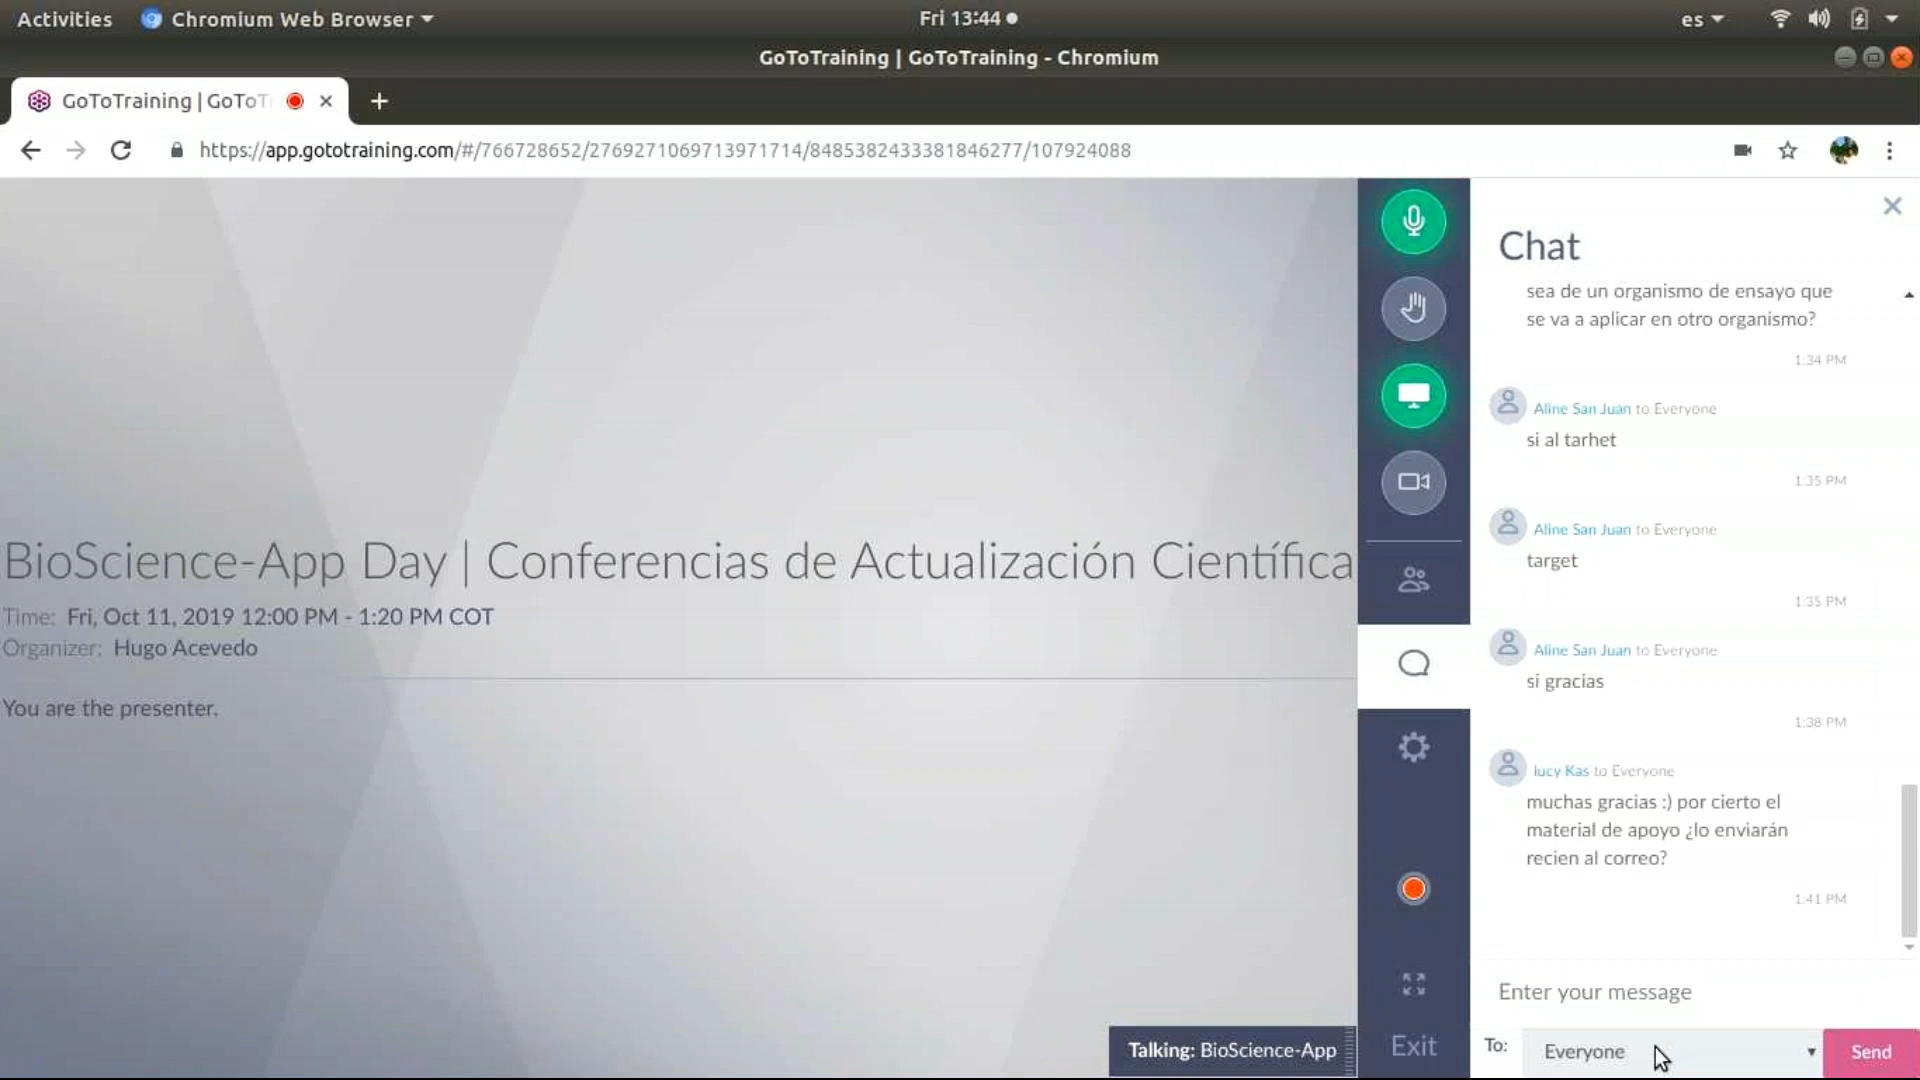 Activities
Chromium Web Browser
Fri 13:44
es
GoToTraining | GoToTraining - Chromium
GoToTraining | GoToT
https://app.gototraining.com/#/766728652/2769271069713971714/8485382433381846277/107924088
BioScience-App Day | Conferencias de Actualización Científica
Time: Fri, Oct 11, 2019 12:00 PM - 1:20 PM COT
Organizer: Hugo Acevedo
You are the presenter.
Talking: BioScience-App
Exit
Chat
sea de un organismo de ensayo que
se va a aplicar en otro organismo?
1:34 PM
Aline San Juan to Everyone
si al tarhet
1:35 PM
Aline San Juan to Everyone
target
1:35 PM
Aline San Juan to Everyone
si gracias
1:38 PM
lucy Kas to Everyone
muchas gracias :) por cierto el
material de apoyo ¿lo enviarán
recien al correo?
1:41 PM
Enter your message
To: Everyone
Send